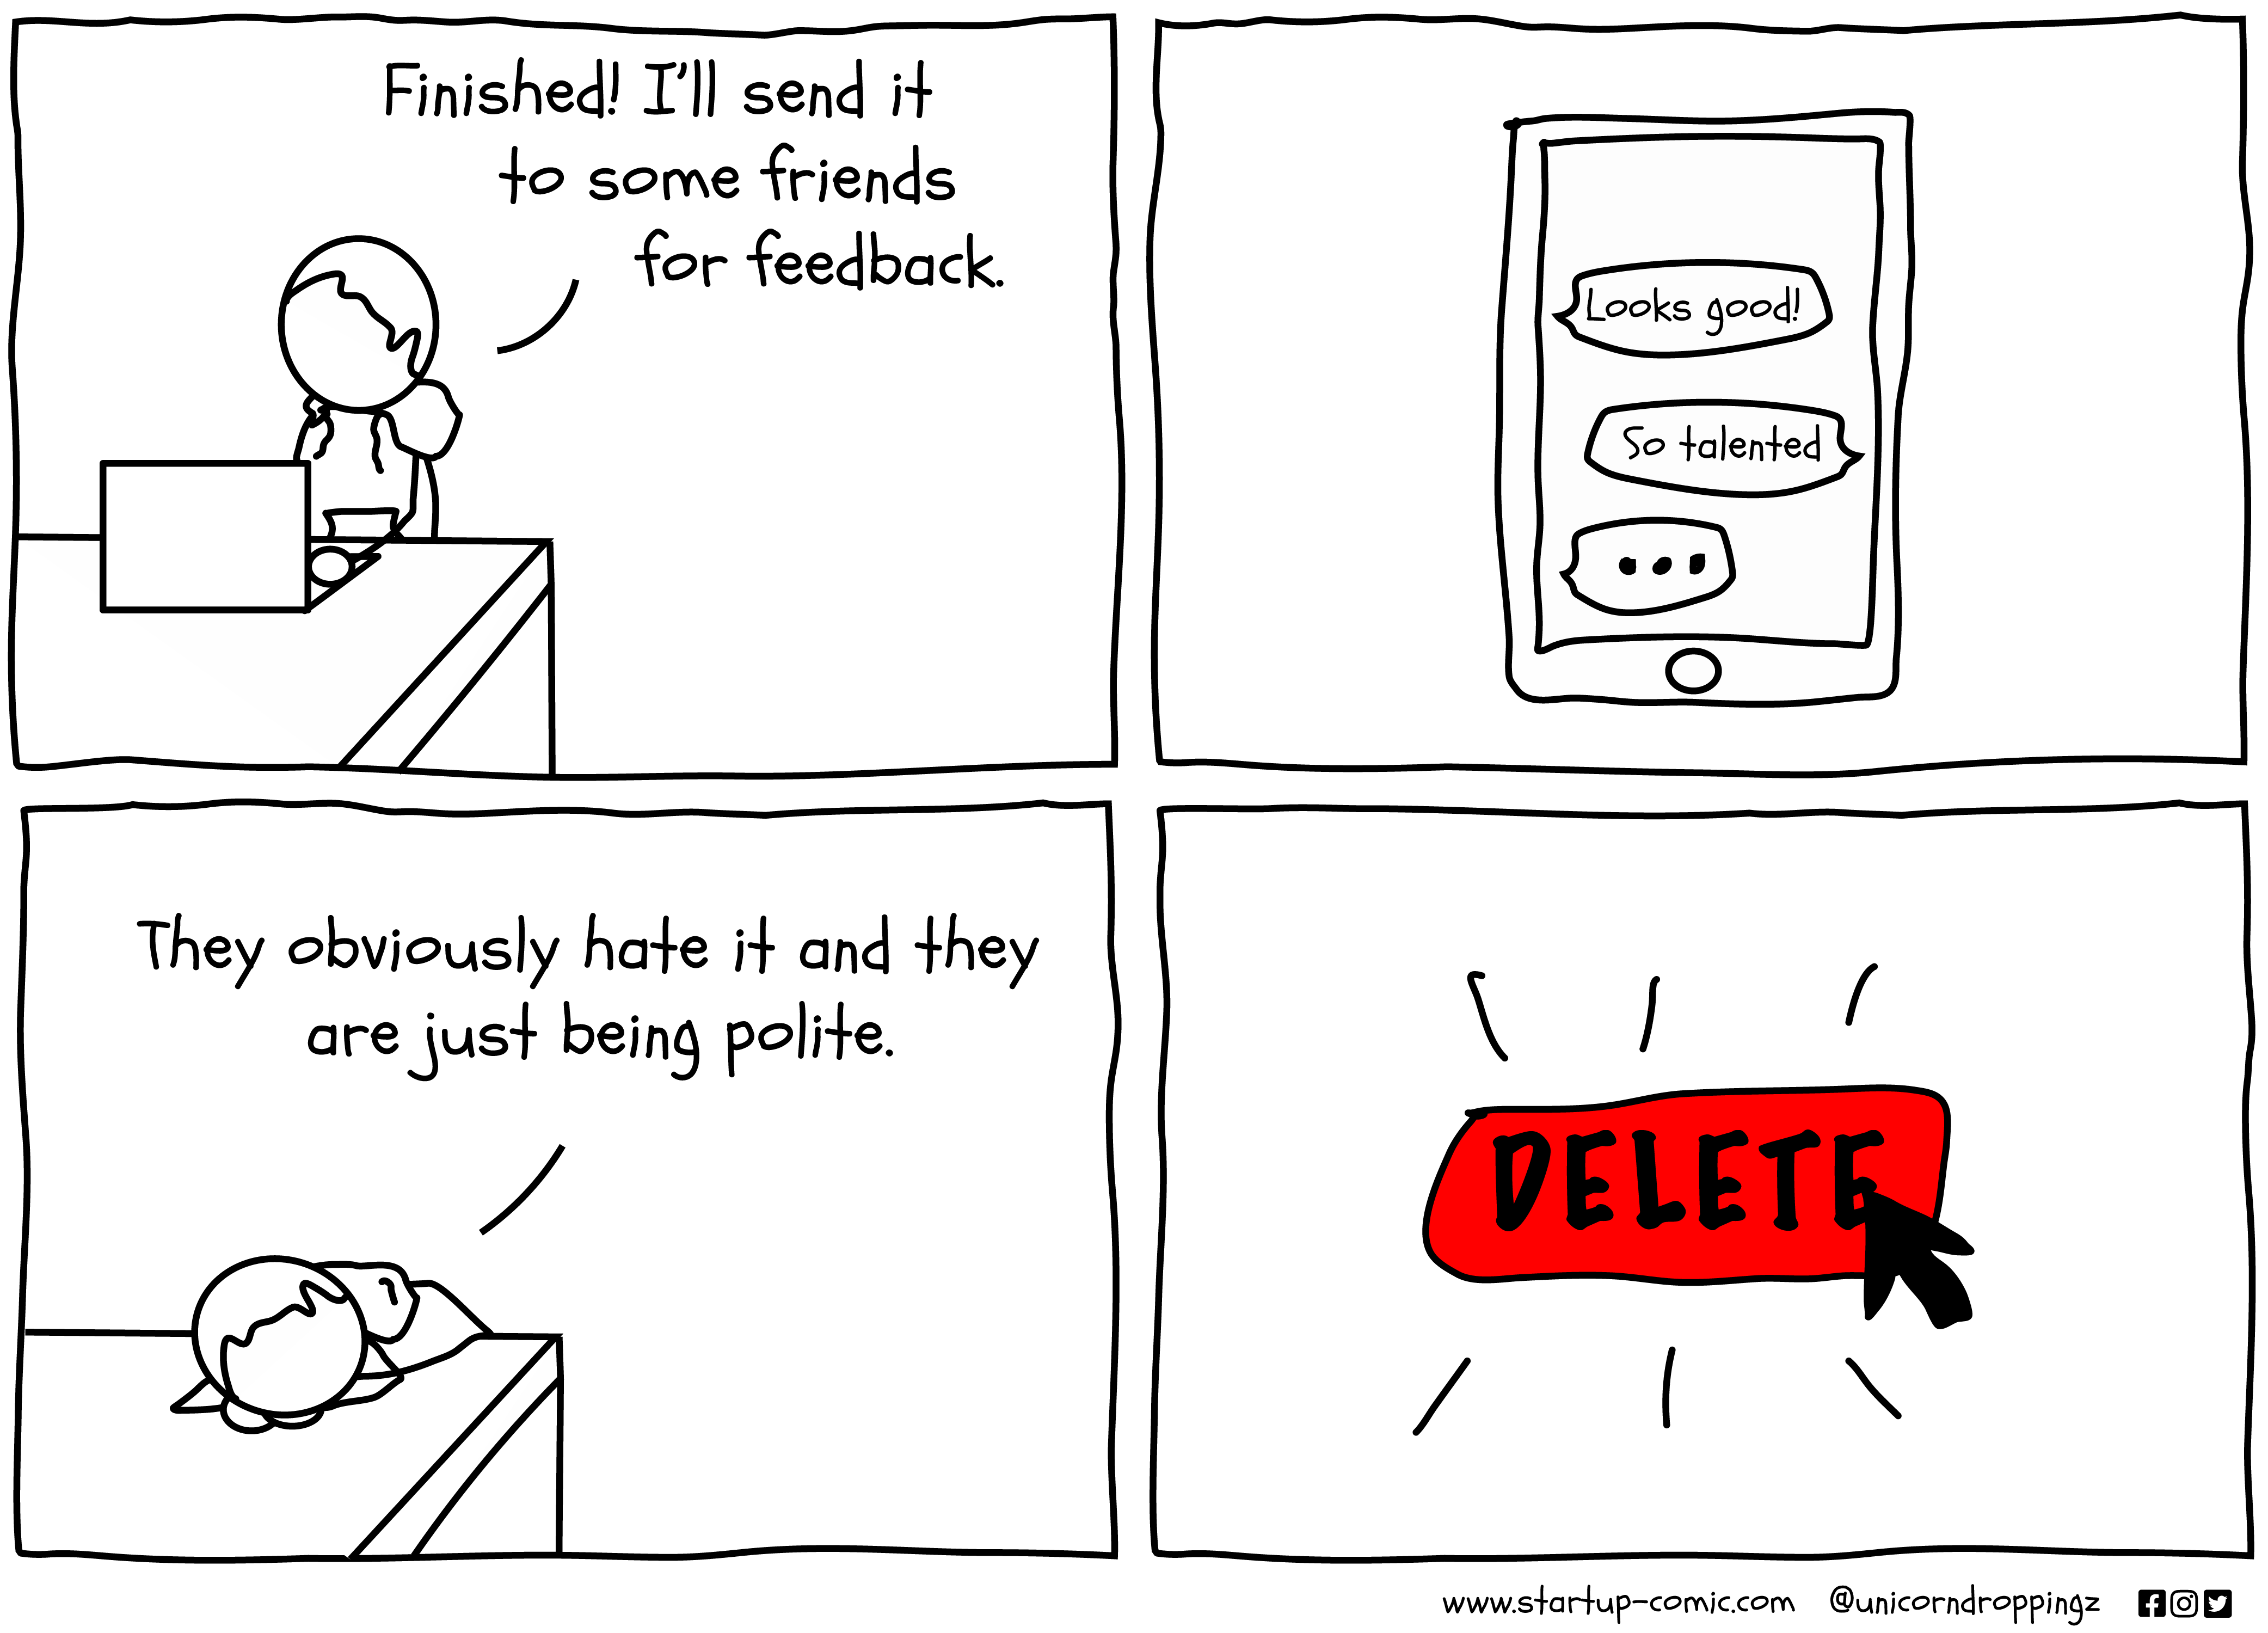 Finished! I'll send it
to some friends
for feedback.
Looks good!
So talented
...
They obviously hate it and they
are just being polite.
DELETE
www.startup-comic.com @unicorndroppingz